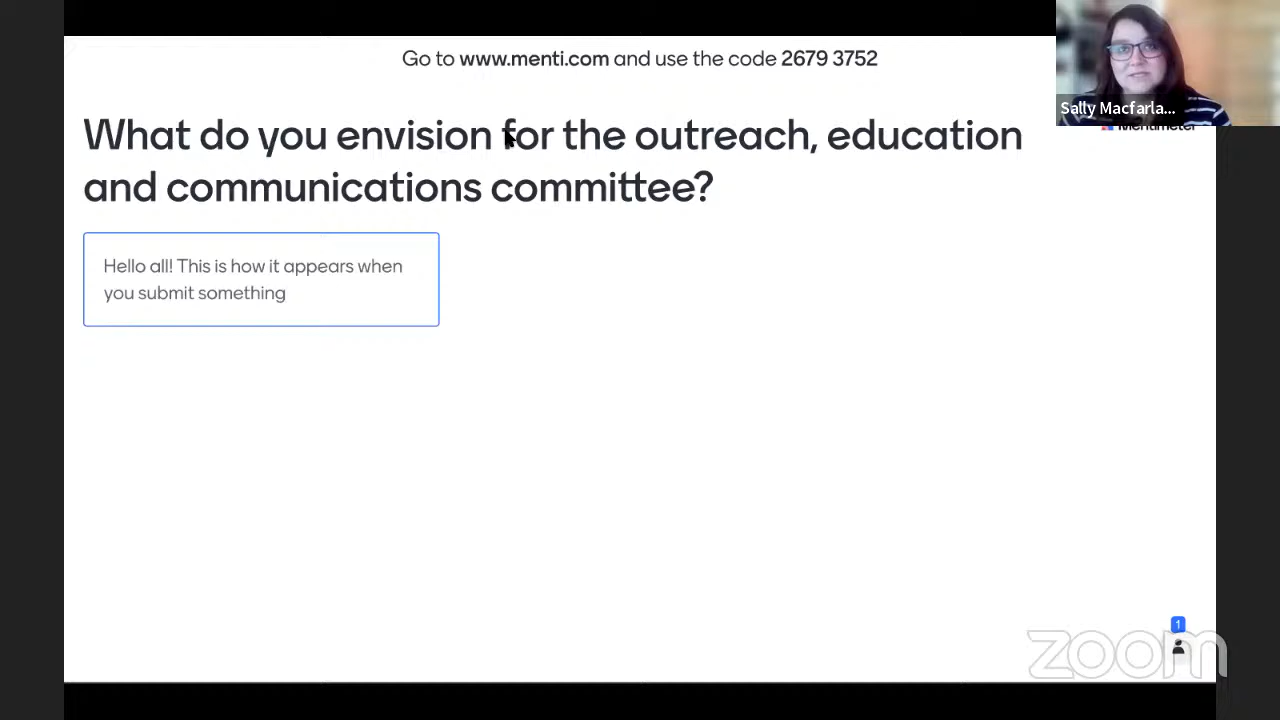 Go to www.menti.com and use the code 2679 3752
Sally Macfarla...
Mentimeter
What do you envision for the outreach, education
and communications committee?
Hello all! This is how it appears when
you submit something
1
zoom